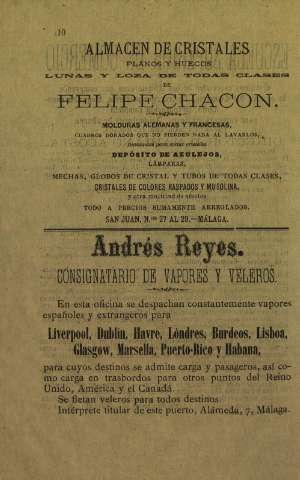 10
ALMACEN DE CRISTALES
PLANOS Y HUECOS
LUNAS Y LOZA DE TODAS CLASES
DE
FELIPE CHACON.
MOLDURAS ALEMANAS Y FRANCESAS,
CUADROS DORADOS QUE NO PIERDEN NADA AL LAVARLOS,
DEPÓSITO DE AZULEJOS,
LÁMPARAS,
MECHAS, GLOBOS DE CRISTAL Y TUBOS DE TODAS CLASES,
CRISTALES DE COLORES RASPADOS Y MUSOLINA,
y otra multitud de efectos
TODO A PRECIOS SUMAMENTE ARREGLADOS.
SAN JUAN, N.os 27 AL 29.—MÁLAGA.
Andrés Reyes.
CONSIGNATARIO DE VAPORES Y VELEROS.
En esta oficina se despachan constantemente vapores
españoles y extrangeros para
Liverpool, Dublin, Havre, Lóndres, Burdeos, Lisboa,
Glasgow, Marsella, Puerto-Rico y Habana,
para cuyos destinos se admite carga y pasageros, así co-
mo carga en trasbordos para otros puntos del Reino
Unido, América y el Canadá.
Se fletan veleros para todos destinos.
Intérprete titular de este puerto, Alámeda, 7, Málaga.